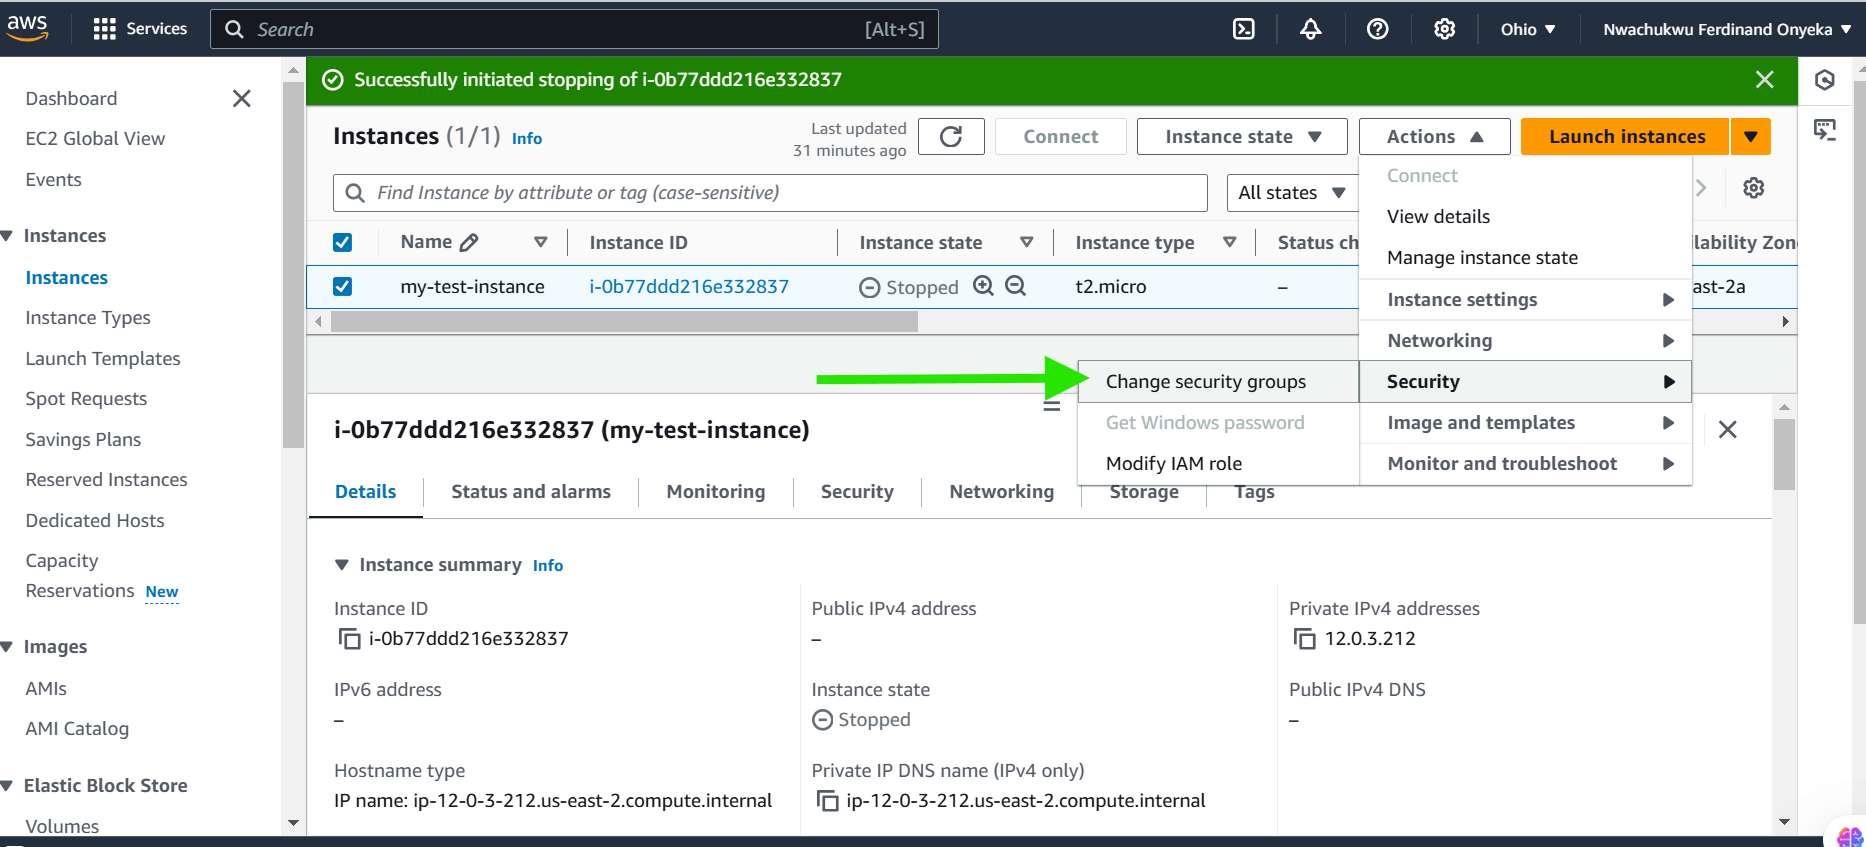 aws
Services
Search
[Alt+S]
Ohio
Nwachukwu Ferdinand Onyeka
Dashboard
EC2 Global View
Events
Instances
Instances
Instance Types
Launch Templates
Spot Requests
Savings Plans
Reserved Instances
Dedicated Hosts
Capacity
Reservations New
Images
AMIs
AMI Catalog
Elastic Block Store
Volumes
Successfully initiated stopping of i-0b77ddd216e332837
Instances (1/1) Info
Last updated
31 minutes ago
Connect
Instance state
Actions
Launch instances
Find Instance by attribute or tag (case-sensitive)
All states
Name
Instance ID
Instance state
Instance type
Status ch
ilability Zon
my-test-instance
i-0b77ddd216e332837
Stopped
t2.micro
–
ast-2a
Connect
View details
Manage instance state
Instance settings
Networking
Security
Image and templates
Monitor and troubleshoot
Change security groups
Get Windows password
Modify IAM role
i-0b77ddd216e332837 (my-test-instance)
Details
Status and alarms
Monitoring
Security
Networking
Storage
Tags
Instance summary Info
Instance ID
i-0b77ddd216e332837
Public IPv4 address
–
Private IPv4 addresses
12.0.3.212
IPv6 address
–
Instance state
Stopped
Public IPv4 DNS
–
Hostname type
IP name: ip-12-0-3-212.us-east-2.compute.internal
Private IP DNS name (IPv4 only)
ip-12-0-3-212.us-east-2.compute.internal